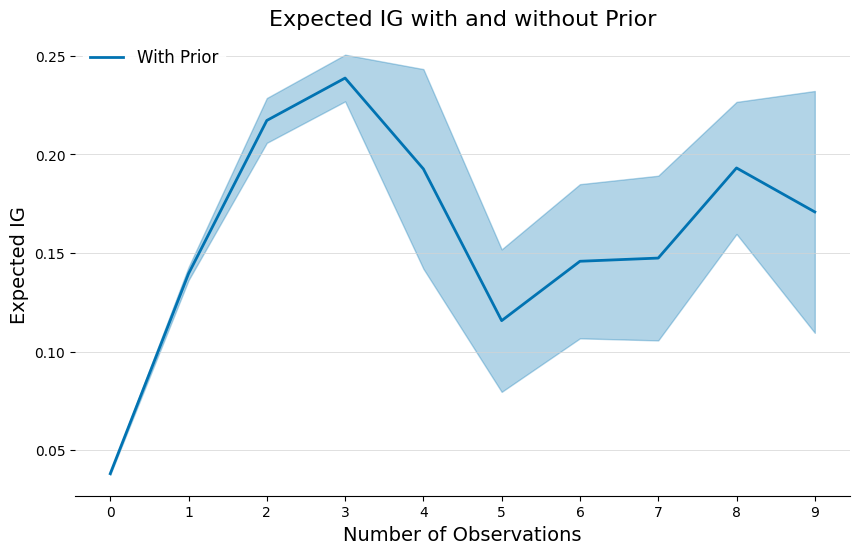 Expected IG with and without Prior
With Prior
Expected IG
0.25
0.20
0.15
0.10
0.05
0 1 2 3 4 5 6 7 8 9
Number of Observations